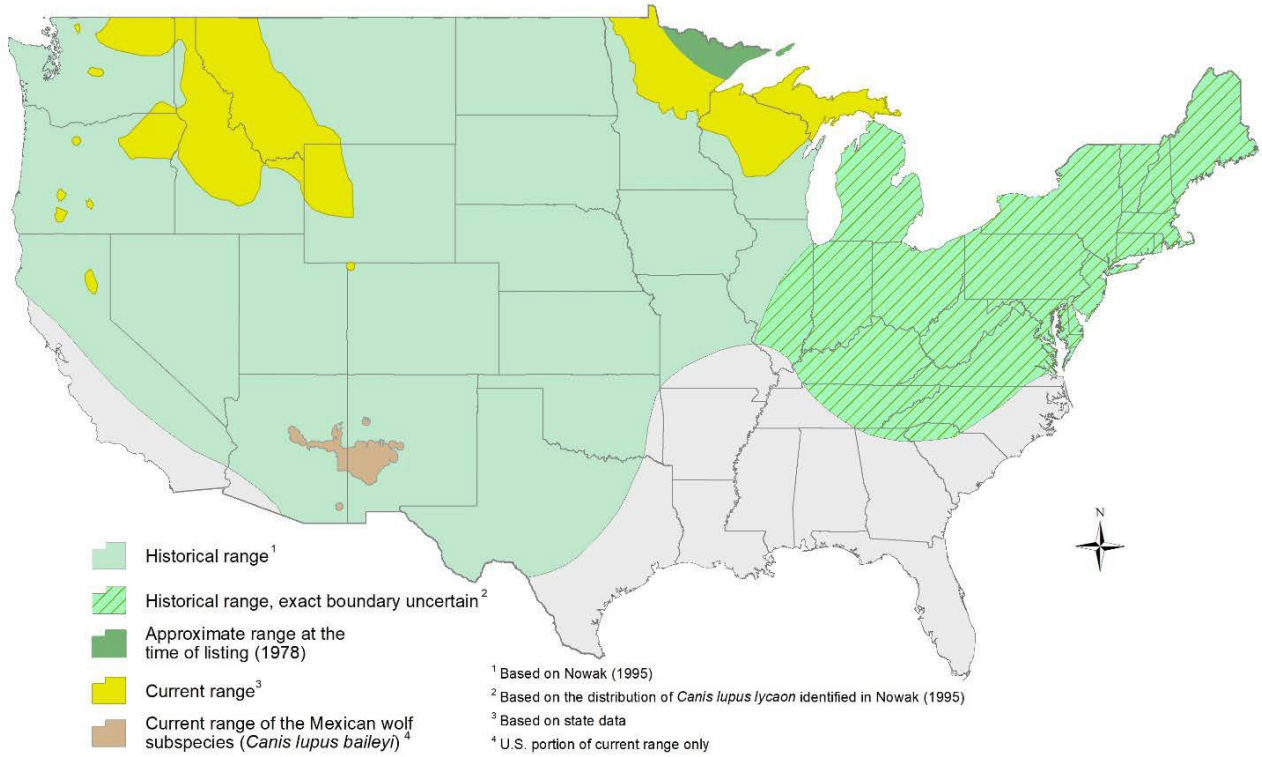 N
Historical range¹
Historical range, exact boundary uncertain²
Approximate range at the
time of listing (1978)
Current range³
Current range of the Mexican wolf
subspecies (Canis lupus baileyi) ⁴
¹ Based on Nowak (1995)
² Based on the distribution of Canis lupus lycaon identified in Nowak (1995)
³ Based on state data
⁴ U.S. portion of current range only